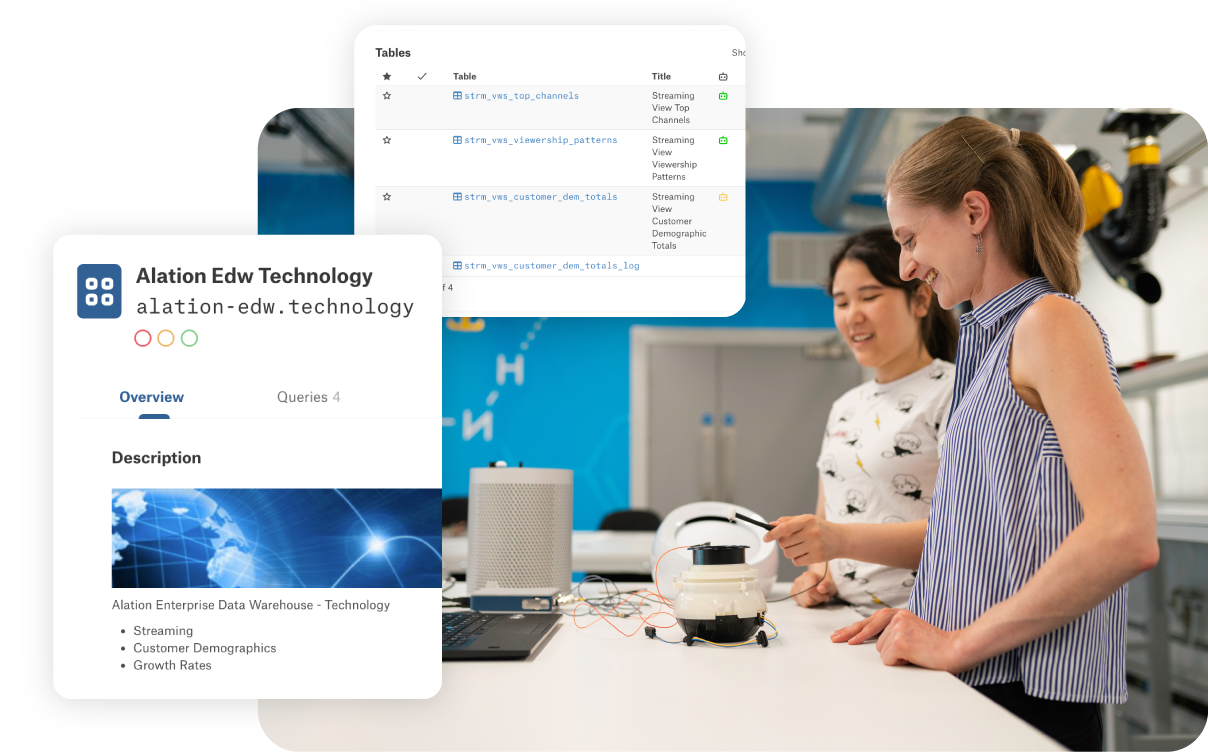 Tables
Sho
Table Title
strm_vws_top_channels Streaming
View Top
Channels
strm_vws_viewership_patterns Streaming
View
Viewership
Patterns
strm_vws_customer_dem_totals Streaming
View
Customer
Demographic
Totals
strm_vws_customer_dem_totals_log
f 4
Alation Edw Technology
alation-edw.technology
Overview Queries 4
Description
Alation Enterprise Data Warehouse - Technology
• Streaming
• Customer Demographics
• Growth Rates
H
N